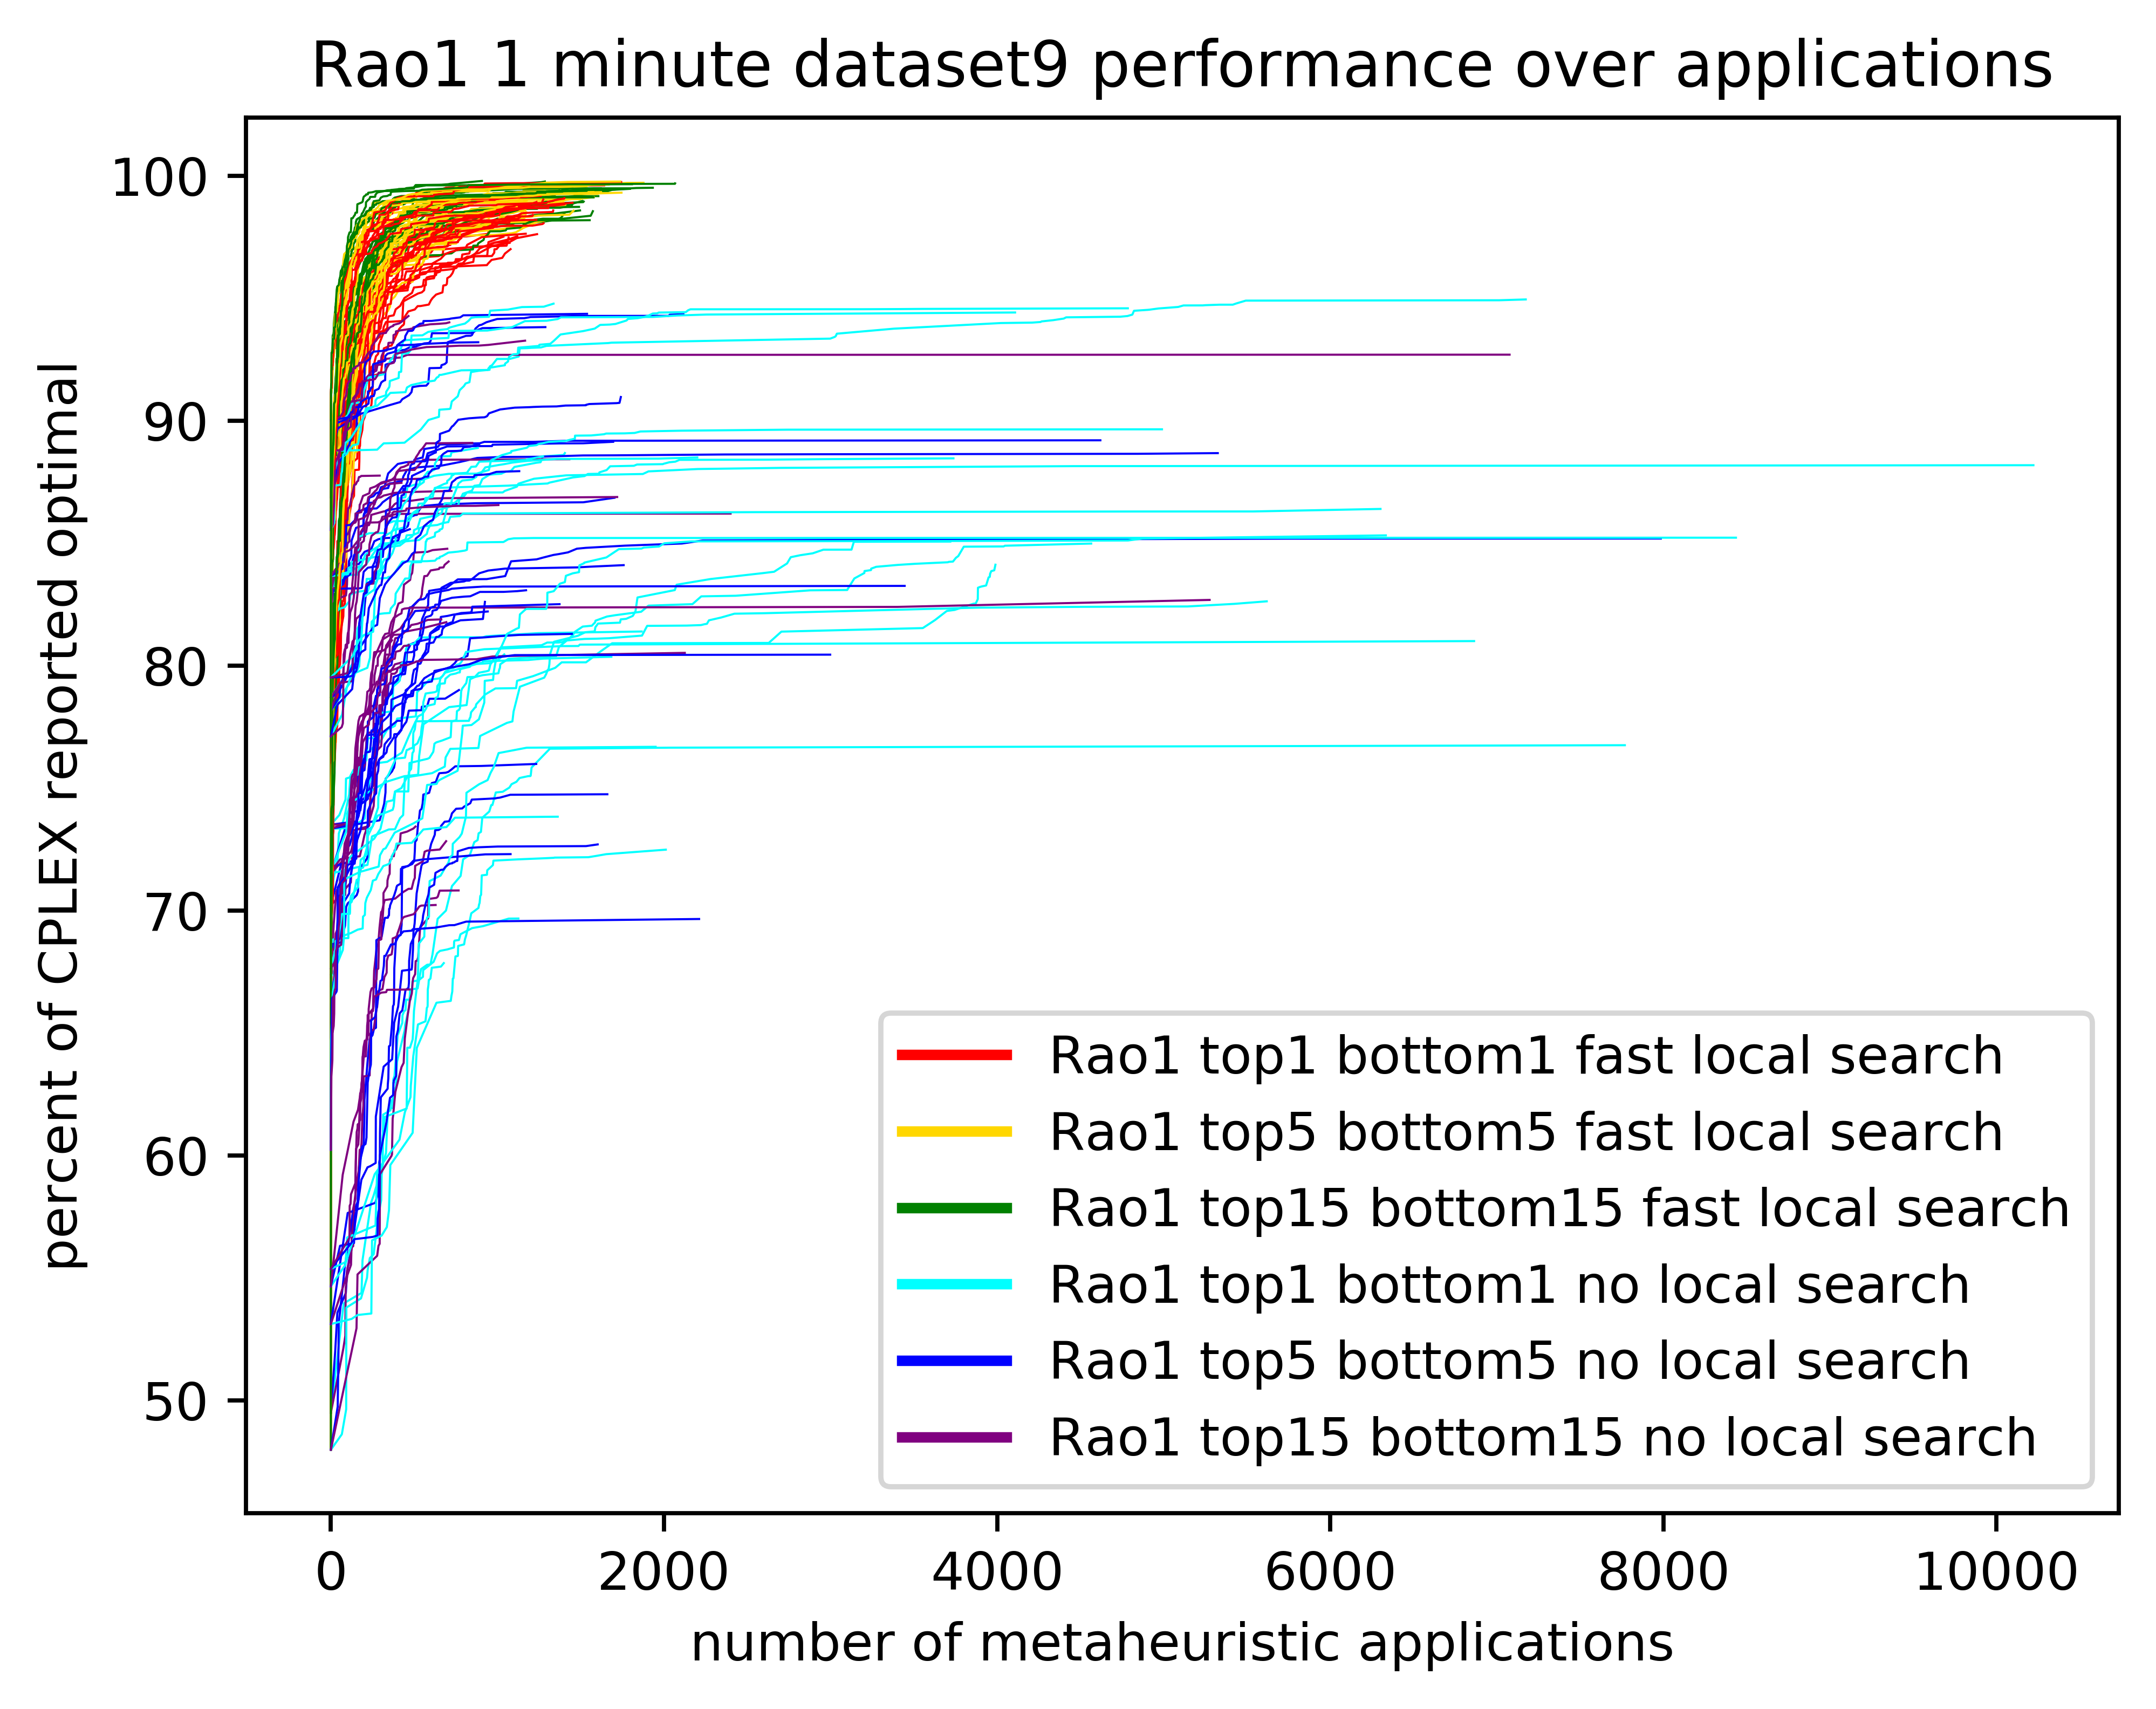 Rao1 1 minute dataset9 performance over applications
percent of CPLEX reported optimal
100
90
80
70
60
50
Rao1 top1 bottom1 fast local search
Rao1 top5 bottom5 fast local search
Rao1 top15 bottom15 fast local search
Rao1 top1 bottom1 no local search
Rao1 top5 bottom5 no local search
Rao1 top15 bottom15 no local search
0 2000 4000 6000 8000 10000
number of metaheuristic applications